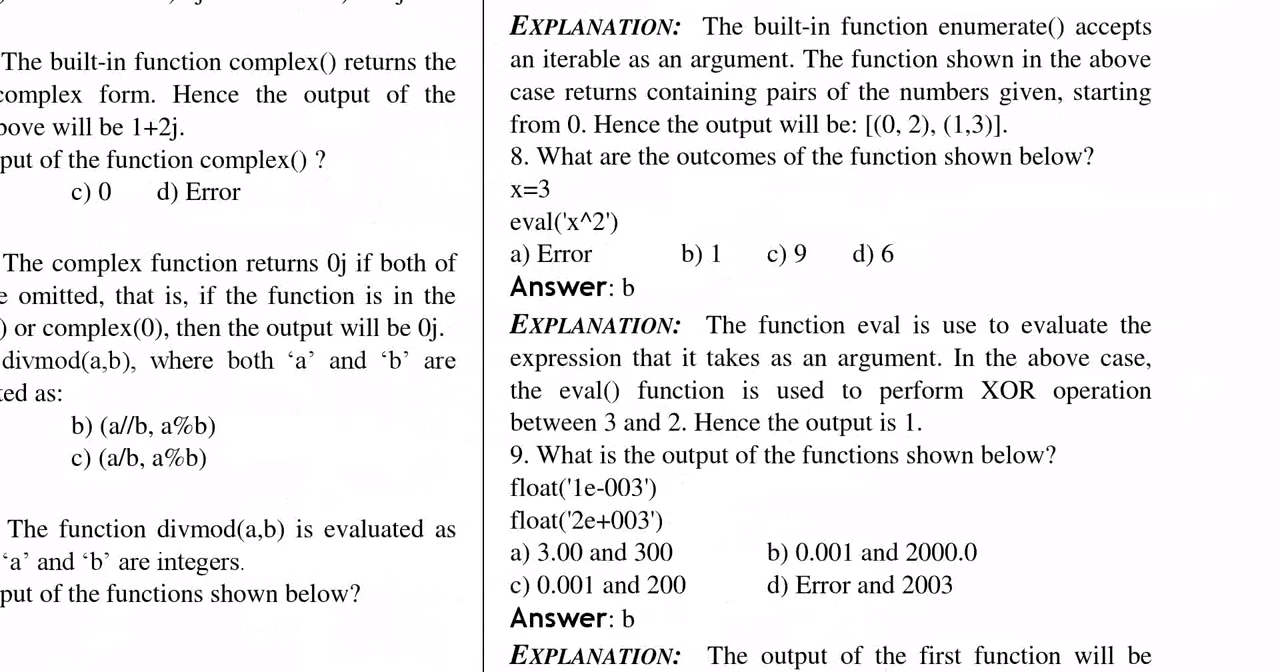 The built-in function complex() returns the
complex form. Hence the output of the
above will be 1+2j.
put of the function complex() ?
c) 0 d) Error
The complex function returns 0j if both of
e omitted, that is, if the function is in the
) or complex(0), then the output will be 0j.
divmod(a,b), where both ‘a’ and ‘b’ are
ted as:
b) (a//b, a%b)
c) (a/b, a%b)
The function divmod(a,b) is evaluated as
‘a’ and ‘b’ are integers.
put of the functions shown below?
EXPLANATION: The built-in function enumerate() accepts
an iterable as an argument. The function shown in the above
case returns containing pairs of the numbers given, starting
from 0. Hence the output will be: [(0, 2), (1,3)].
8. What are the outcomes of the function shown below?
x=3
eval('x^2')
a) Error b) 1 c) 9 d) 6
Answer: b
EXPLANATION: The function eval is use to evaluate the
expression that it takes as an argument. In the above case,
the eval() function is used to perform XOR operation
between 3 and 2. Hence the output is 1.
9. What is the output of the functions shown below?
float('1e-003')
float('2e+003')
a) 3.00 and 300 b) 0.001 and 2000.0
c) 0.001 and 200 d) Error and 2003
Answer: b
EXPLANATION: The output of the first function will be